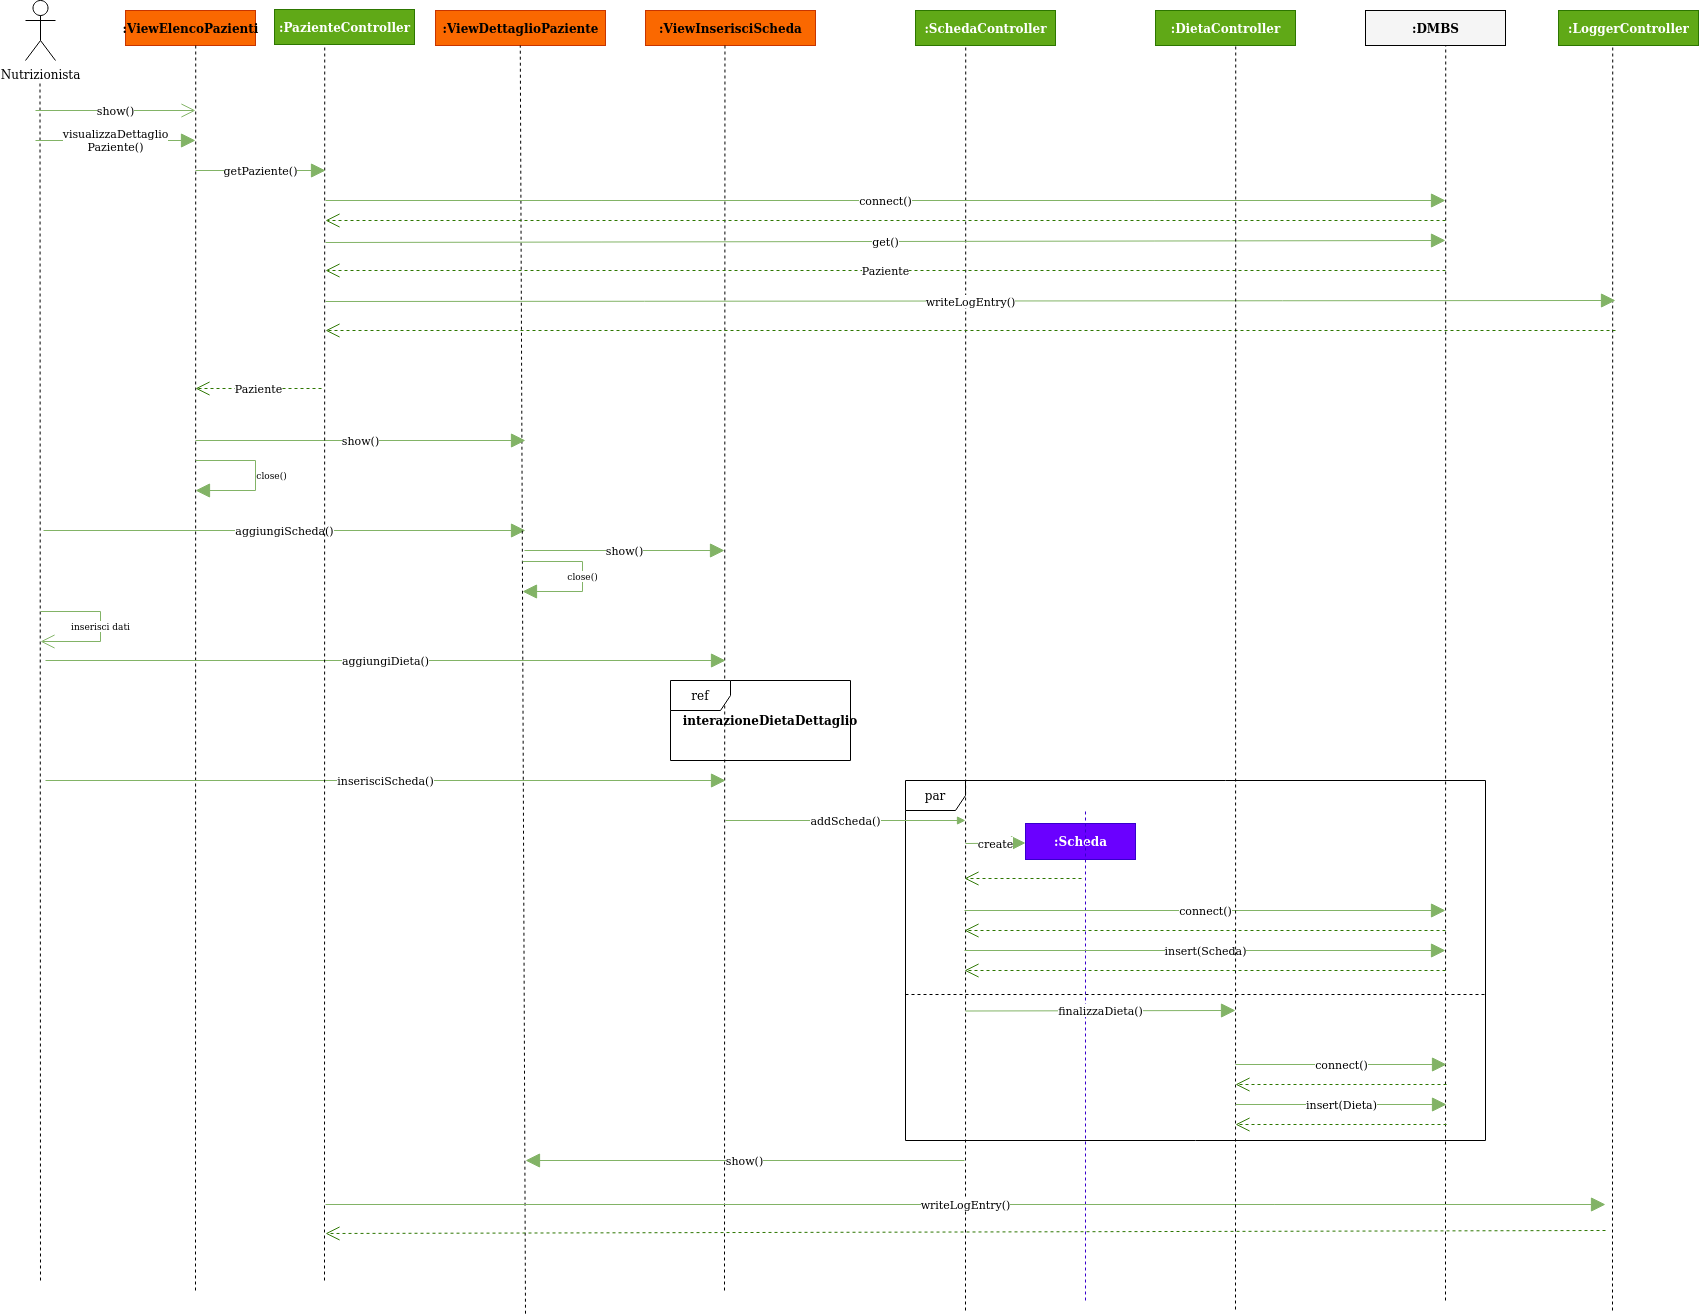 :ViewElencoPazienti
:PazienteController
:ViewDettaglioPaziente
:ViewInserisciScheda
:SchedaController
:DietaController
:DMBS
:LoggerController
Nutrizionista
show()
visualizzaDettaglio
Paziente()
getPaziente()
connect()
get()
Paziente
writeLogEntry()
Paziente
show()
close()
aggiungiScheda()
show()
close()
inserisci dati
aggiungiDieta()
ref
interazioneDietaDettaglio
inserisciScheda()
par
addScheda()
create
:Scheda
connect()
insert(Scheda)
finalizzaDieta()
connect()
insert(Dieta)
show()
writeLogEntry()